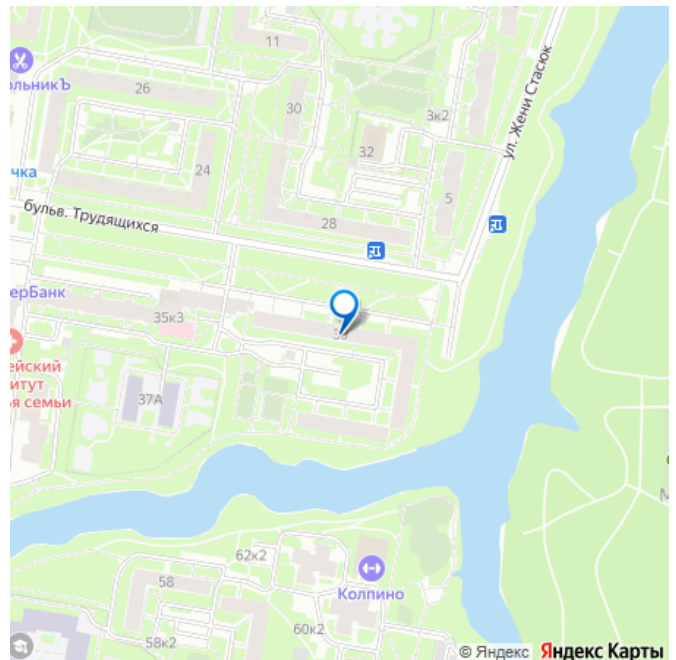 11
ольникЪ
26
30
3к2
ул. Жени Стасюк
32
чка
24
5
бульв. Трудящихся
28
ерБанк
35к3
ейский
итут
я семьи
37А
62к2
58
Колпино
60к2
58к2
© Яндекс Яндекс Карты